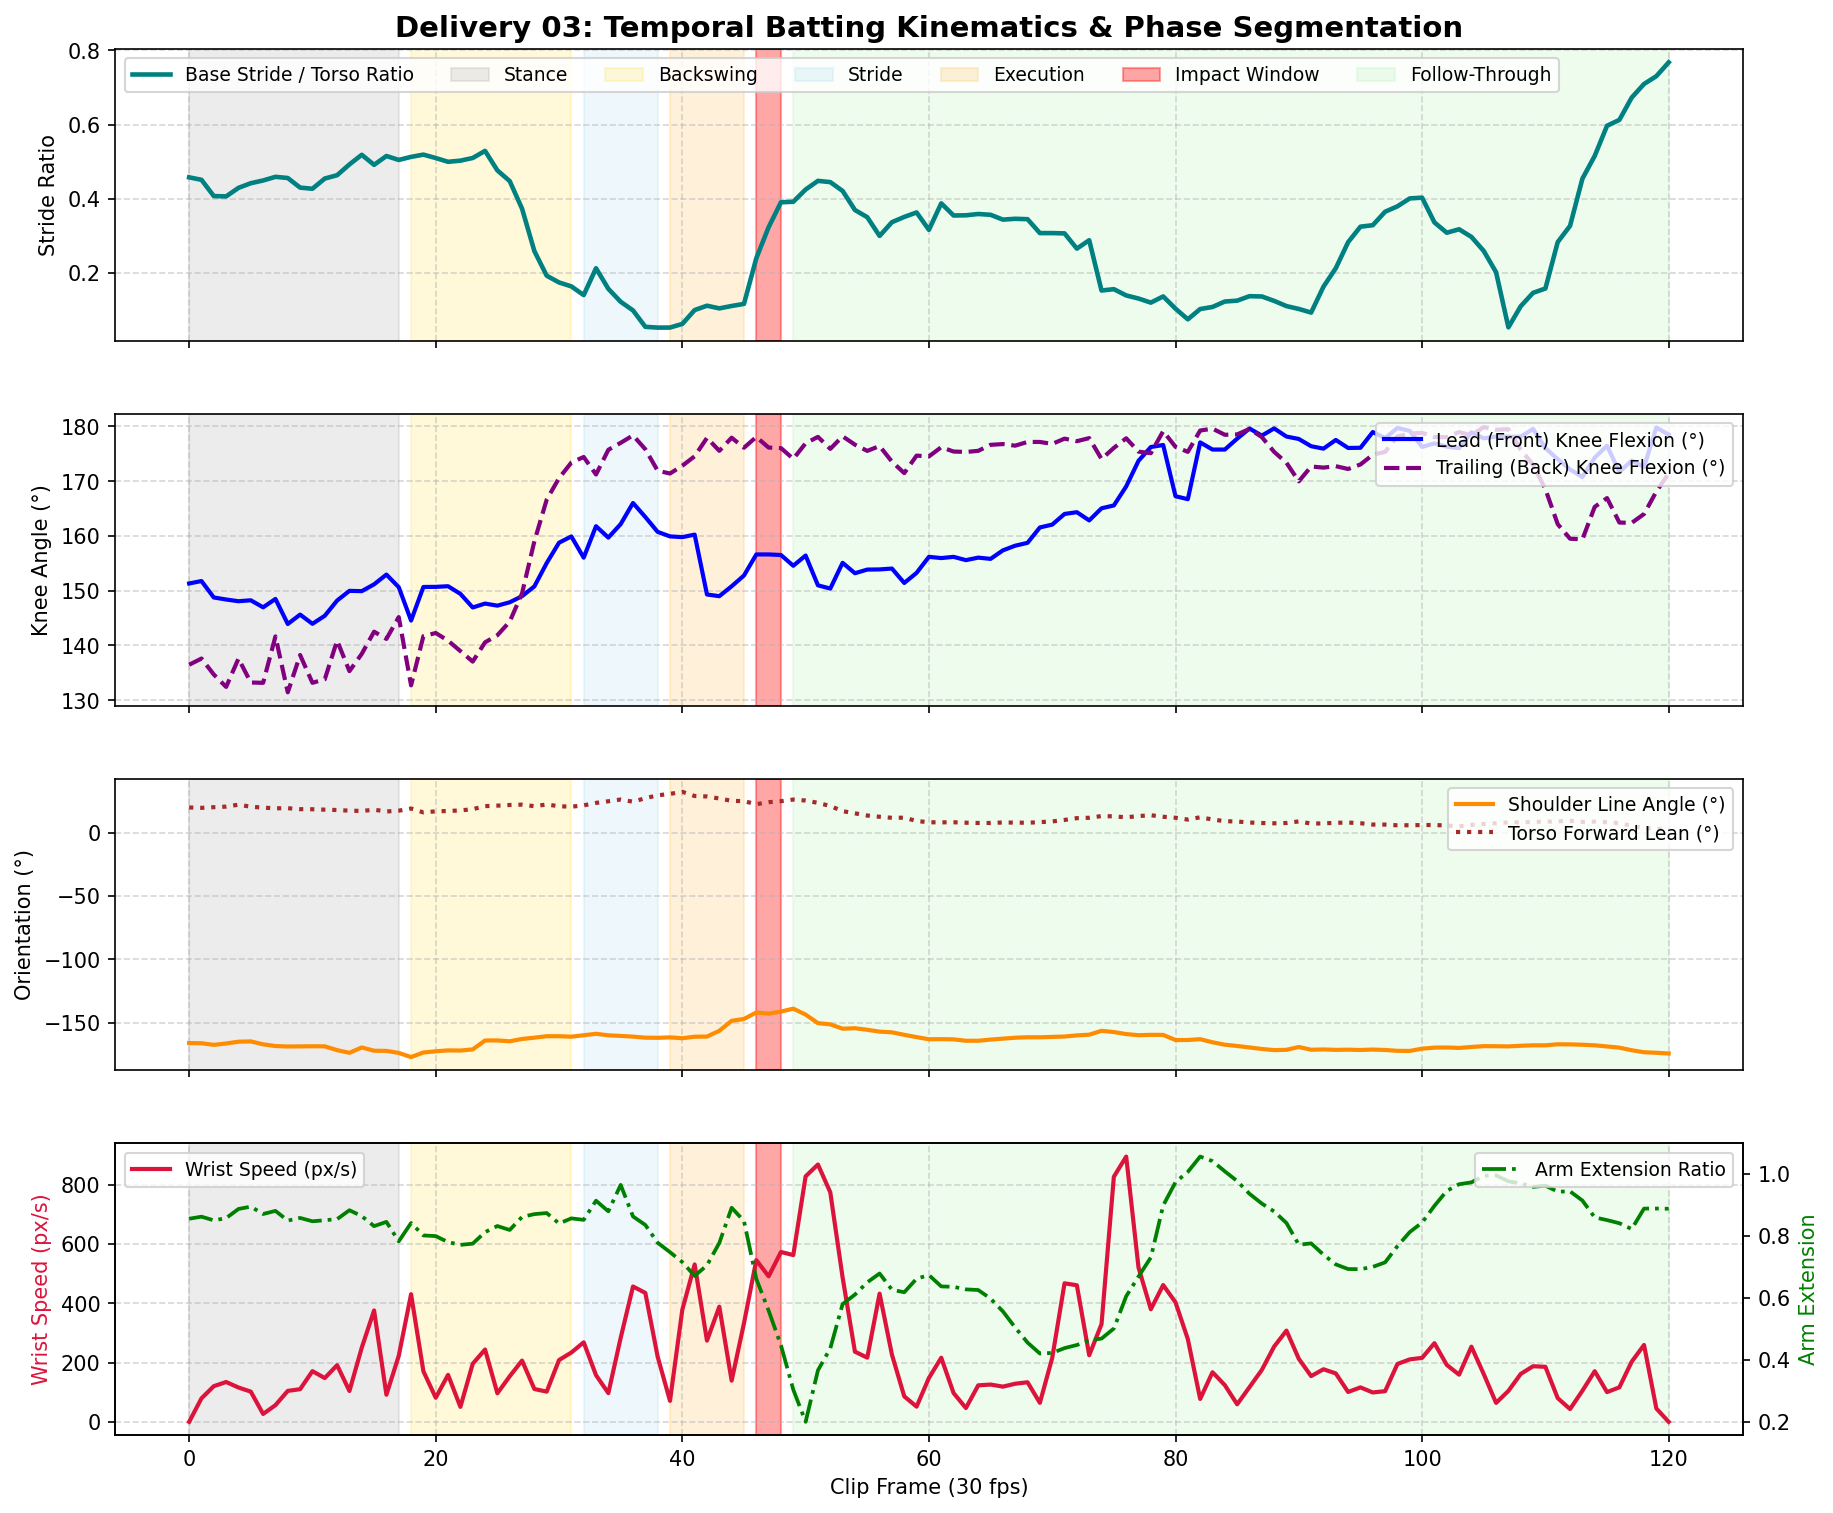 Delivery 03: Temporal Batting Kinematics & Phase Segmentation
Base Stride / Torso Ratio Stance Backswing Stride Execution Impact Window Follow-Through
Stride Ratio
0.8
0.6
0.4
0.2
Lead (Front) Knee Flexion (°)
Trailing (Back) Knee Flexion (°)
Knee Angle (°)
180
170
160
150
140
130
Shoulder Line Angle (°)
Torso Forward Lean (°)
Orientation (°)
0
−50
−100
−150
Wrist Speed (px/s)
Arm Extension Ratio
Wrist Speed (px/s)
800
600
400
200
0
1.0
0.8
0.6
0.4
0.2
Arm Extension
0 20 40 60 80 100 120
Clip Frame (30 fps)